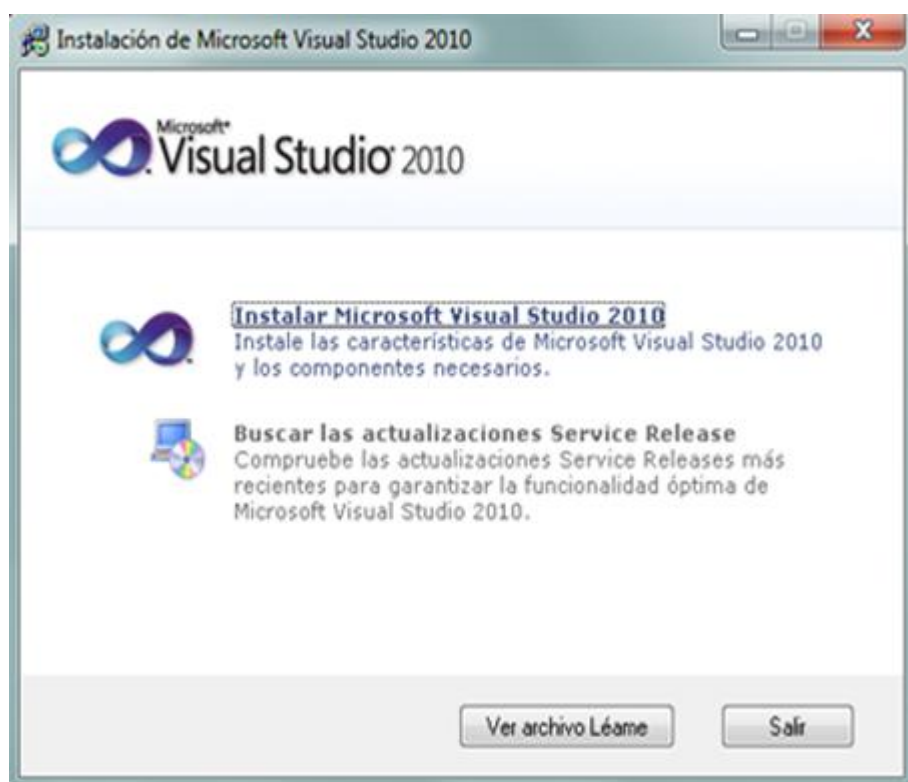 Instalación de Microsoft Visual Studio 2010
Microsoft®
Visual Studio® 2010
Instalar Microsoft Visual Studio 2010
Instale las características de Microsoft Visual Studio 2010
y los componentes necesarios.
Buscar las actualizaciones Service Release
Compruebe las actualizaciones Service Releases más
recientes para garantizar la funcionalidad óptima de
Microsoft Visual Studio 2010.
Ver archivo Léame
Salir